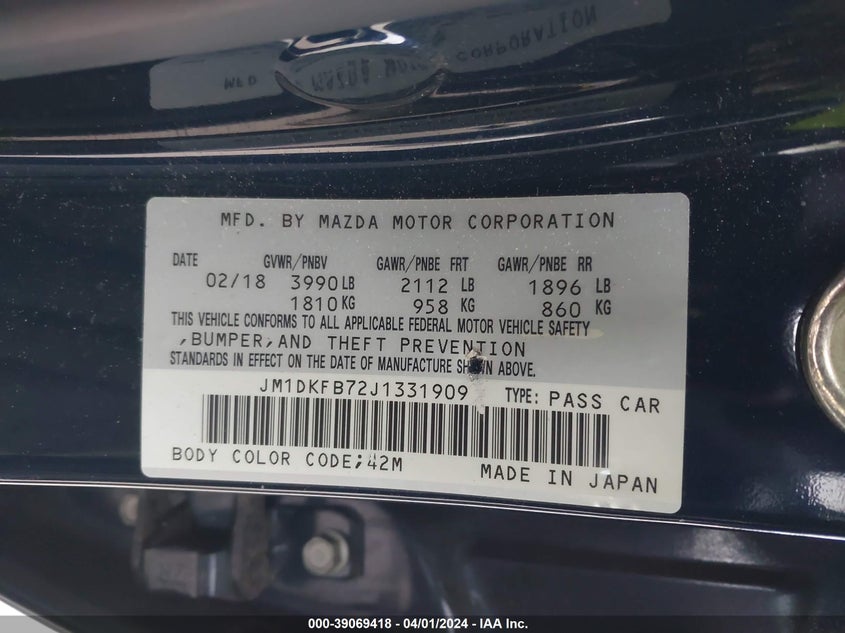 MFD. BY MAZDA MOTOR CORPORATION
DATE GVWR/PNBV GAWR/PNBE FRT GAWR/PNBE RR
02/18 3990 LB 2112 LB 1896 LB
1810 KG 958 KG 860 KG
THIS VEHICLE CONFORMS TO ALL APPLICABLE FEDERAL MOTOR VEHICLE SAFETY
,BUMPER,AND THEFT PREVENTION
STANDARDS IN EFFECT ON THE DATE OF MANUFACTURE SHOWN ABOVE.
JM1DKFB72J1331909 TYPE: PASS CAR
BODY COLOR CODE;42M MADE IN JAPAN
000-39069418 - 04/01/2024 - IAA Inc.